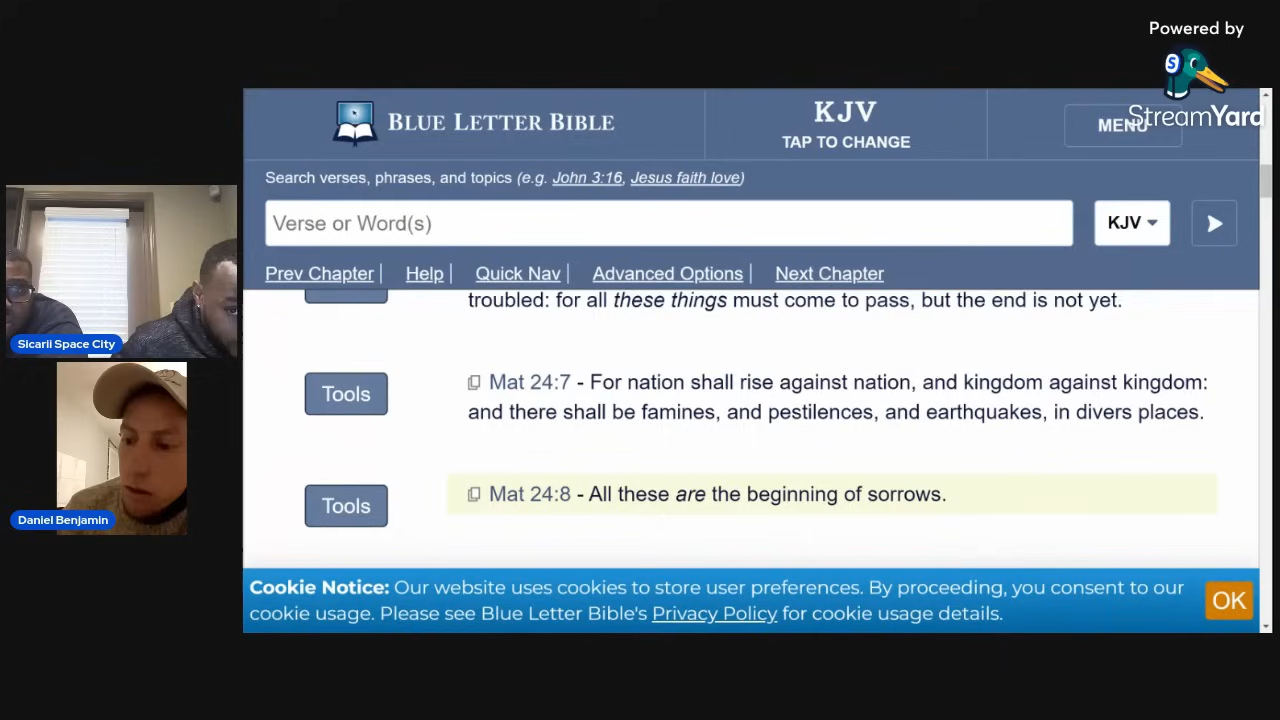 Powered by
StreamYard
BLUE LETTER BIBLE
KJV
TAP TO CHANGE
MENU
Search verses, phrases, and topics (e.g. John 3:16, Jesus faith love)
Verse or Word(s)
KJV
Prev Chapter| Help| Quick Nav| Advanced Options| Next Chapter
troubled: for all these things must come to pass, but the end is not yet.
Tools
Mat 24:7 - For nation shall rise against nation, and kingdom against kingdom:
and there shall be famines, and pestilences, and earthquakes, in divers places.
Tools
Mat 24:8 - All these are the beginning of sorrows.
Cookie Notice: Our website uses cookies to store user preferences. By proceeding, you consent to our
cookie usage. Please see Blue Letter Bible's Privacy Policy for cookie usage details.
OK
Sicarii Space City
Daniel Benjamin